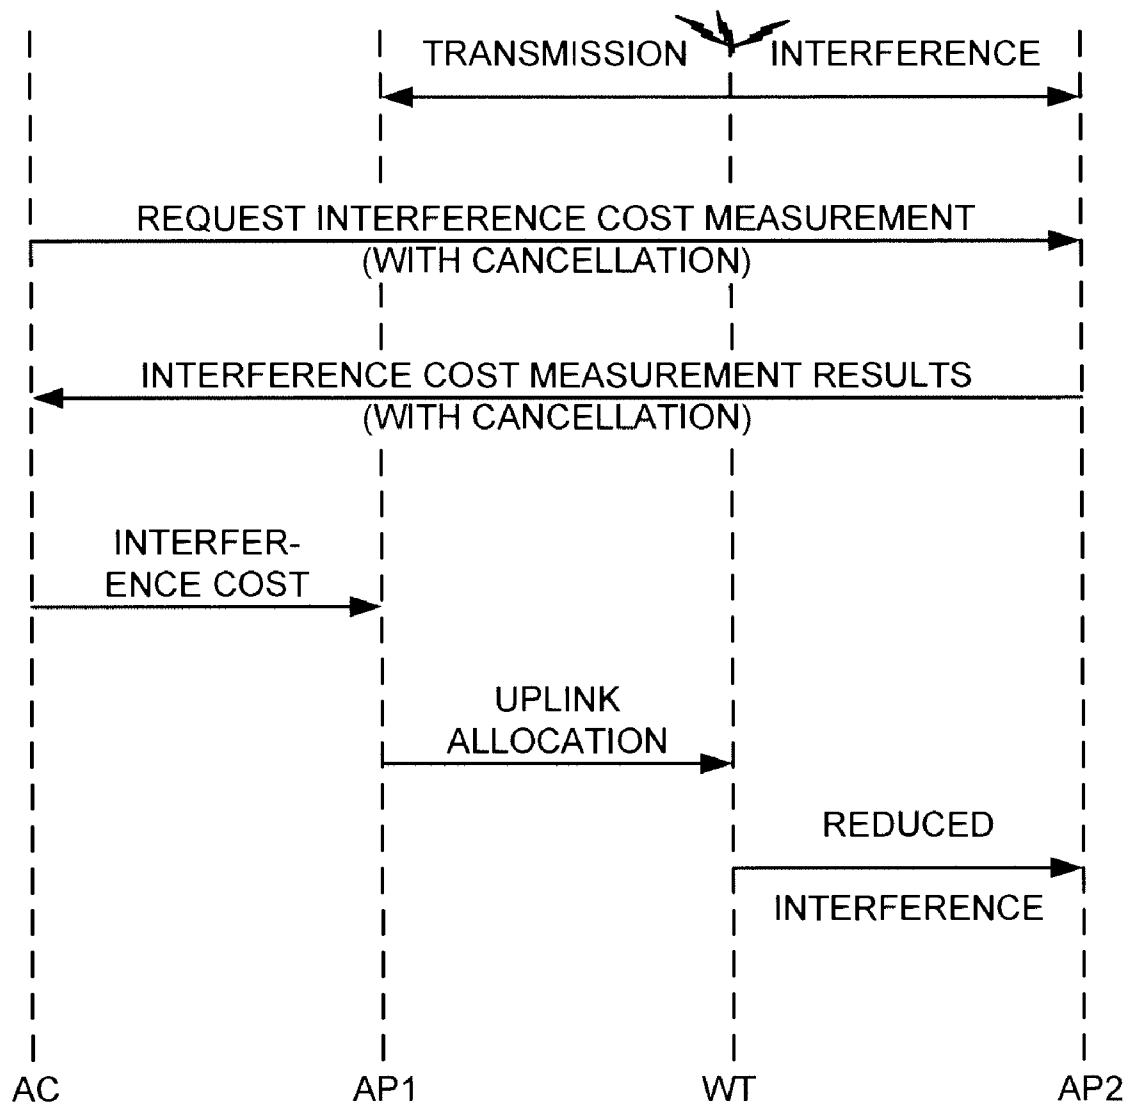 TRANSMISSION INTERFERENCE
REQUEST INTERFERENCE COST MEASUREMENT
(WITH CANCELLATION)
INTERFERENCE COST MEASUREMENT RESULTS
(WITH CANCELLATION)
INTERFER-
ENCE COST
UPLINK
ALLOCATION
REDUCED
INTERFERENCE
AC AP1 WT AP2